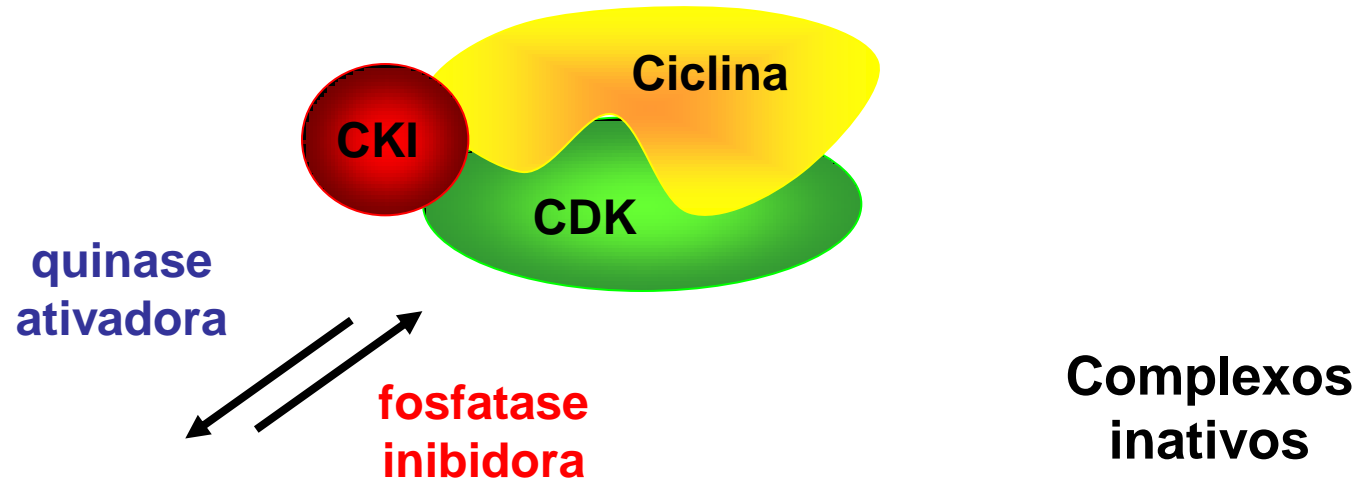 Ciclina
CKI
CDK
quinase
ativadora
fosfatase
inibidora
Complexos
inativos